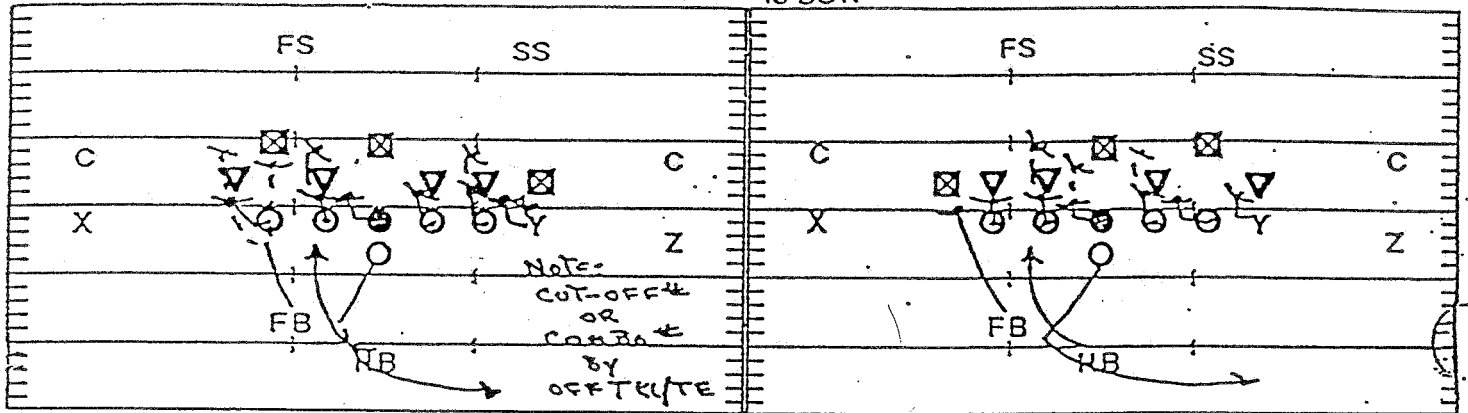 FS SS FS SS
C C C C
X Y Z X Y Z
NOTE:
CUT-OFF
OR
COMBO
BY
OFF TKL/TE
FB FB
HB HB